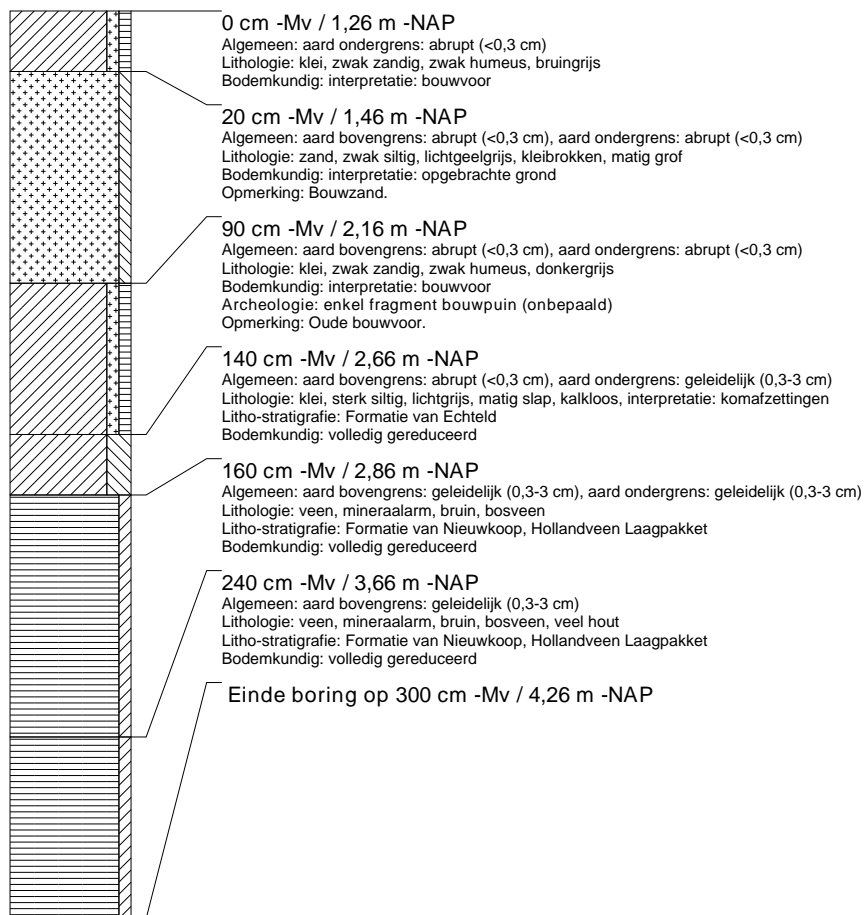 0 cm -Mv / 1,26 m -NAP
Algemeen: aard ondergrens: abrupt (<0,3 cm)
Lithologie: klei, zwak zandig, zwak humeus, bruingrijs
Bodemkundig: interpretatie: bouwvoor
20 cm -Mv / 1,46 m -NAP
Algemeen: aard bovengrens: abrupt (<0,3 cm), aard ondergrens: abrupt (<0,3 cm)
Lithologie: zand, zwak siltig, lichtgeelgrijs, kleibrokken, matig grof
Bodemkundig: interpretatie: opgebrachte grond
Opmerking: Bouwzand.
90 cm -Mv / 2,16 m -NAP
Algemeen: aard bovengrens: abrupt (<0,3 cm), aard ondergrens: abrupt (<0,3 cm)
Lithologie: klei, zwak zandig, zwak humeus, donkergrijs
Bodemkundig: interpretatie: bouwvoor
Archeologie: enkel fragment bouwpuin (onbepaald)
Opmerking: Oude bouwvoor.
140 cm -Mv / 2,66 m -NAP
Algemeen: aard bovengrens: abrupt (<0,3 cm), aard ondergrens: geleidelijk (0,3-3 cm)
Lithologie: klei, sterk siltig, lichtgrijs, matig slap, kalkloos, interpretatie: komafzettingen
Litho-stratigrafie: Formatie van Echteld
Bodemkundig: volledig gereduceerd
160 cm -Mv / 2,86 m -NAP
Algemeen: aard bovengrens: geleidelijk (0,3-3 cm), aard ondergrens: geleidelijk (0,3-3 cm)
Lithologie: veen, mineraalarm, bruin, bosveen
Litho-stratigrafie: Formatie van Nieuwkoop, Hollandveen Laagpakket
Bodemkundig: volledig gereduceerd
240 cm -Mv / 3,66 m -NAP
Algemeen: aard bovengrens: geleidelijk (0,3-3 cm)
Lithologie: veen, mineraalarm, bruin, bosveen, veel hout
Litho-stratigrafie: Formatie van Nieuwkoop, Hollandveen Laagpakket
Bodemkundig: volledig gereduceerd
Einde boring op 300 cm -Mv / 4,26 m -NAP